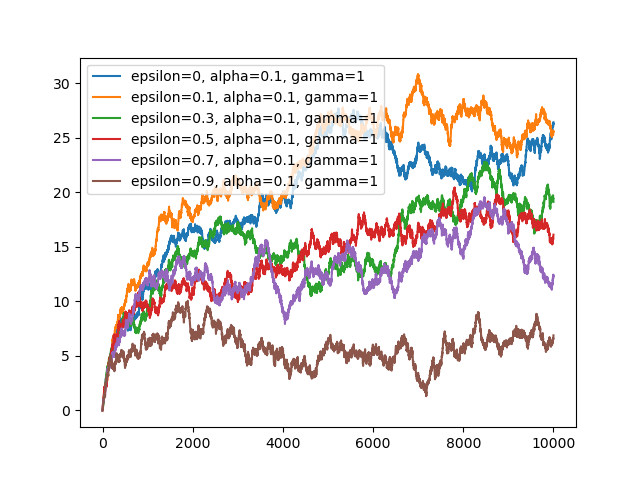 epsilon=0, alpha=0.1, gamma=1
epsilon=0.1, alpha=0.1, gamma=1
epsilon=0.3, alpha=0.1, gamma=1
epsilon=0.5, alpha=0.1, gamma=1
epsilon=0.7, alpha=0.1, gamma=1
epsilon=0.9, alpha=0.1, gamma=1
30
25
20
15
10
5
0
0 2000 4000 6000 8000 10000